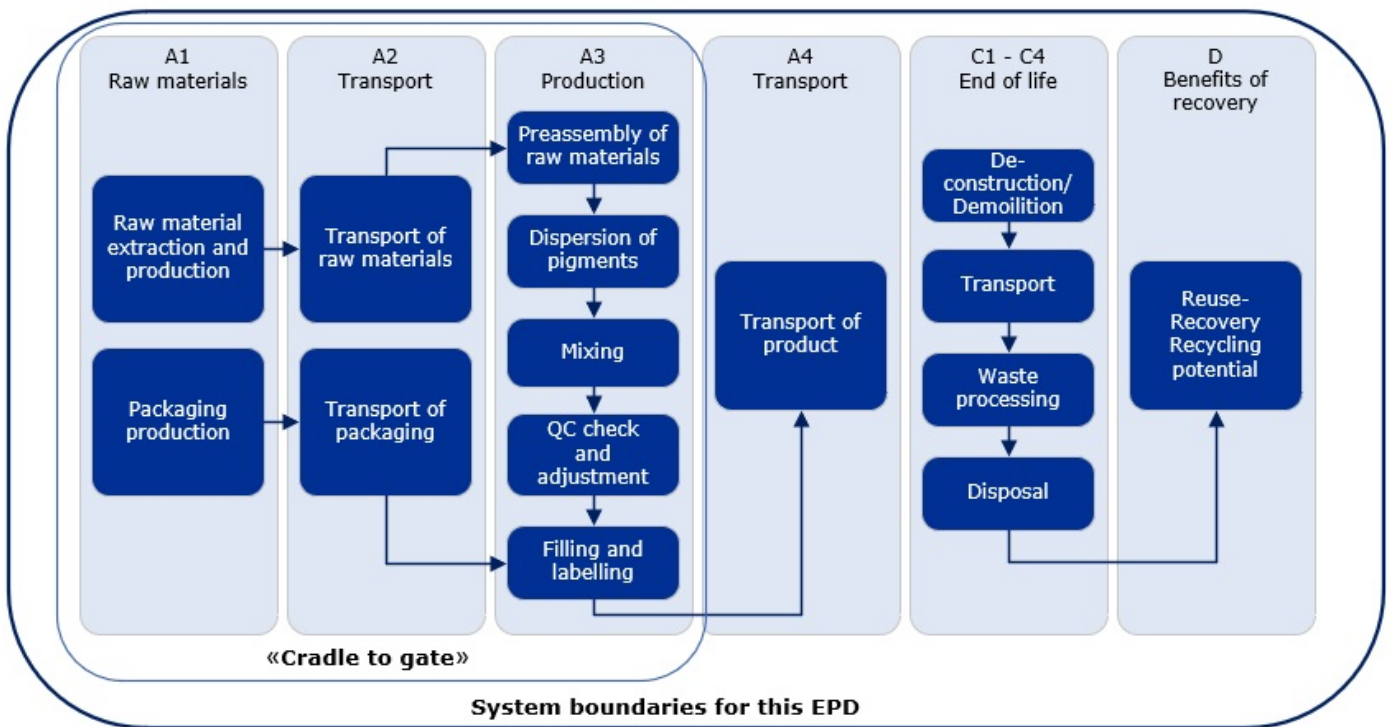 A1
Raw materials
Raw material
extraction and
production
Packaging
production
A2
Transport
Transport of
raw materials
Transport of
packaging
A3
Production
Preassembly of
raw materials
Dispersion of
pigments
Mixing
QC check
and
adjustment
Filling and
labelling
A4
Transport
Transport of
product
C1 - C4
End of life
De-
construction/
Demoilition
Transport
Waste
processing
Disposal
D
Benefits of
recovery
Reuse-
Recovery
Recycling
potential
«Cradle to gate»
System boundaries for this EPD